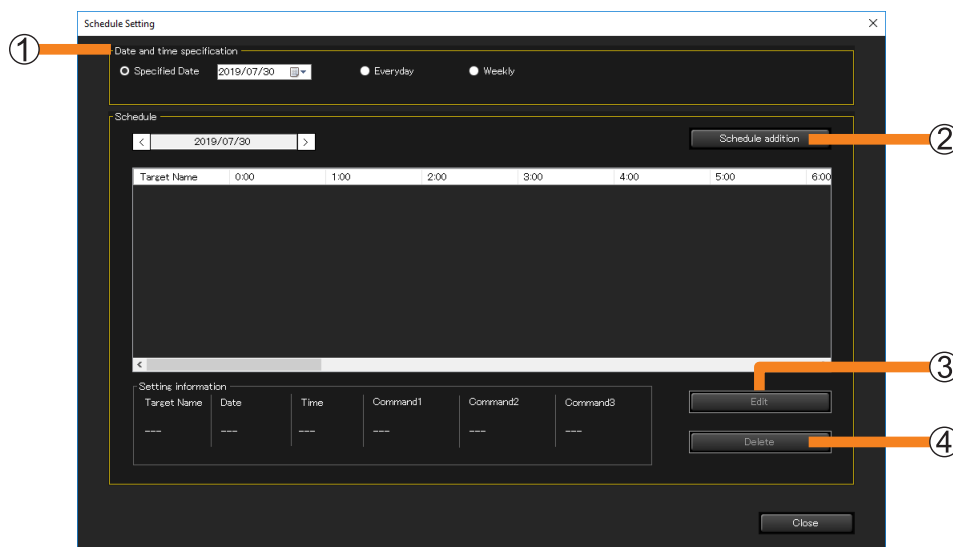 Schedule Setting
①
Date and time specification
Specified Date 2019/07/30 Everyday Weekly
Schedule
< 2019/07/30 >
Schedule addition
②
Target Name 0:00 1:00 2:00 3:00 4:00 5:00 6:00
<
③
Setting information
Target Name Date Time Command1 Command2 Command3
--- --- --- --- --- ---
Edit
Delete
④
Close